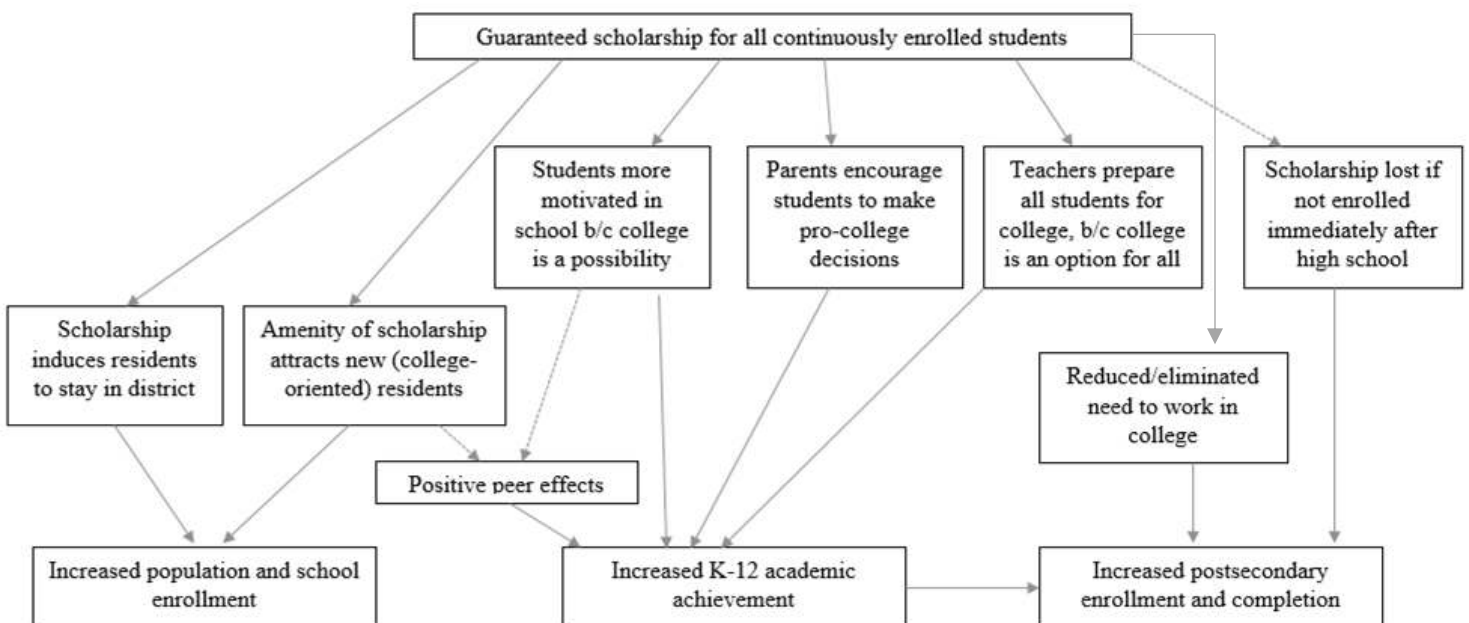 Guaranteed scholarship for all continuously enrolled students
Students more
motivated in
school b/c college
is a possibility
Parents encourage
students to make
pro-college
decisions
Teachers prepare
all students for
college, b/c college
is an option for all
Scholarship lost if
not enrolled
immediately after
high school
Scholarship
induces residents
to stay in district
Amenity of scholarship
attracts new (college-
oriented) residents
Reduced/eliminated
need to work in
college
Positive peer effects
Increased population and school
enrollment
Increased K-12 academic
achievement
Increased postsecondary
enrollment and completion